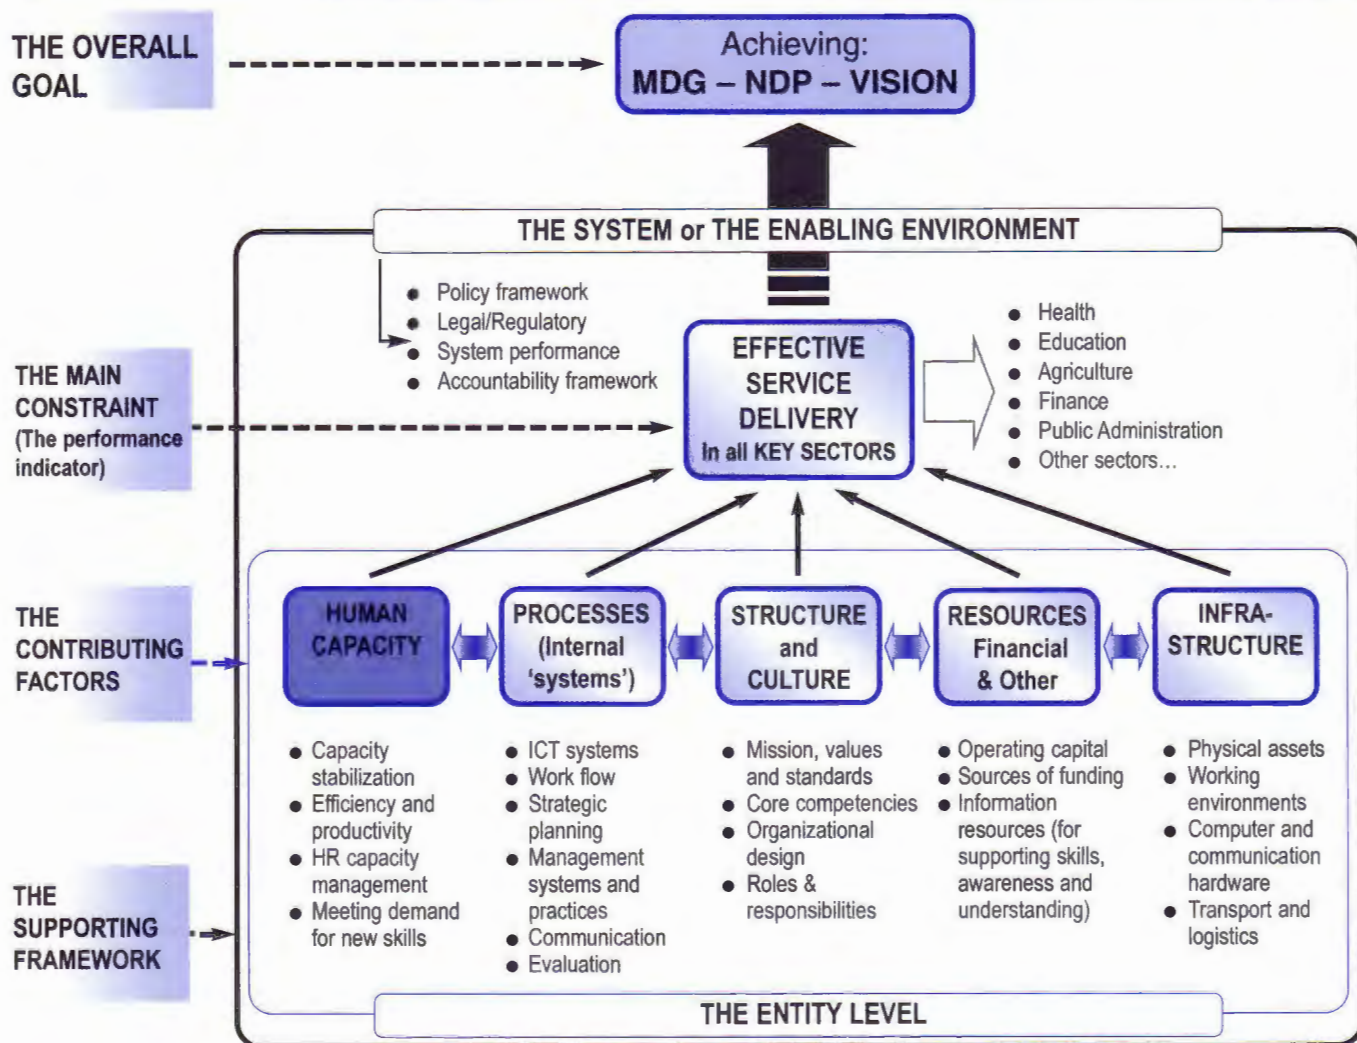 THE OVERALL
GOAL
Achieving:
MDG – NDP – VISION
THE SYSTEM or THE ENABLING ENVIRONMENT
● Policy framework
● Legal/Regulatory
● System performance
● Accountability framework
THE MAIN
CONSTRAINT
(The performance
indicator)
EFFECTIVE
SERVICE
DELIVERY
In all KEY SECTORS
● Health
● Education
● Agriculture
● Finance
● Public Administration
● Other sectors…
THE
CONTRIBUTING
FACTORS
HUMAN
CAPACITY
PROCESSES
(Internal
‘systems’)
STRUCTURE
and
CULTURE
RESOURCES
Financial
& Other
INFRA-
STRUCTURE
● Capacity
stabilization
● Efficiency and
productivity
● HR capacity
management
● Meeting demand
for new skills
● ICT systems
● Work flow
● Strategic
planning
● Management
systems and
practices
● Communication
● Evaluation
● Mission, values
and standards
● Core competencies
● Organizational
design
● Roles &
responsibilities
● Operating capital
● Sources of funding
● Information
resources (for
supporting skills,
awareness and
understanding)
● Physical assets
● Working
environments
● Computer and
communication
hardware
● Transport and
logistics
THE
SUPPORTING
FRAMEWORK
THE ENTITY LEVEL